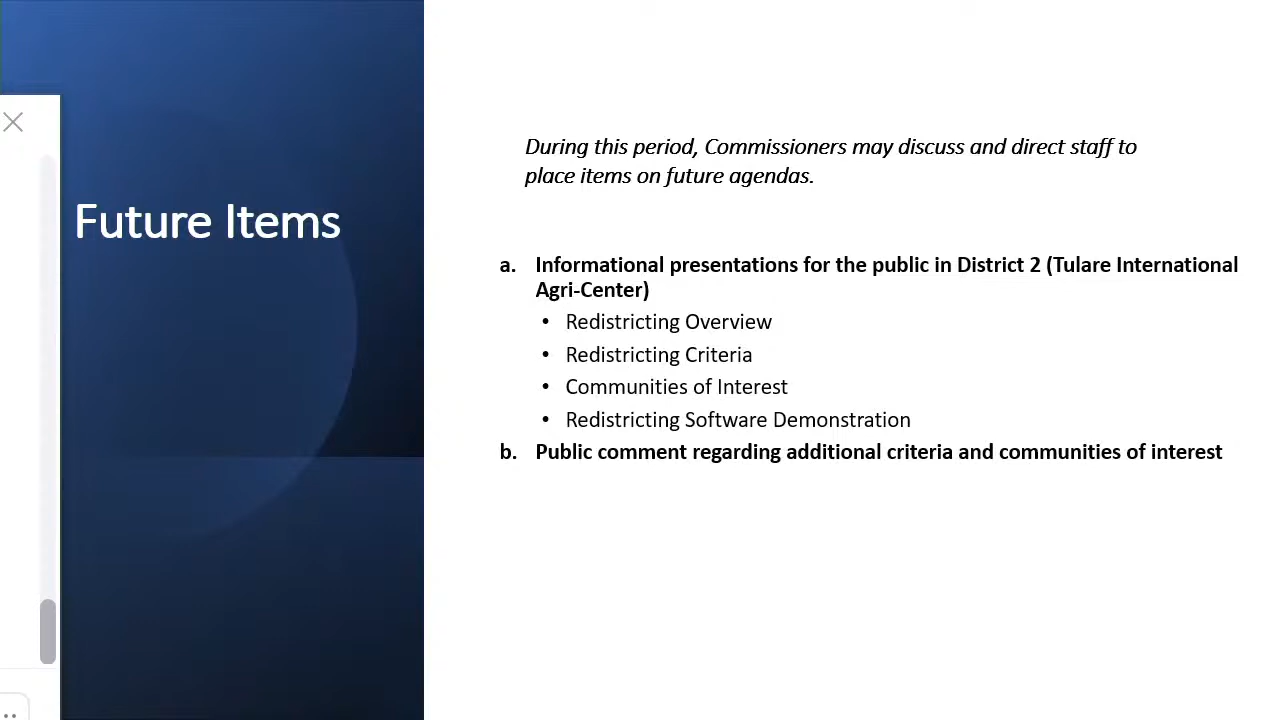 Future Items
During this period, Commissioners may discuss and direct staff to
place items on future agendas.
a. Informational presentations for the public in District 2 (Tulare International
Agri-Center)
• Redistricting Overview
• Redistricting Criteria
• Communities of Interest
• Redistricting Software Demonstration
b. Public comment regarding additional criteria and communities of interest